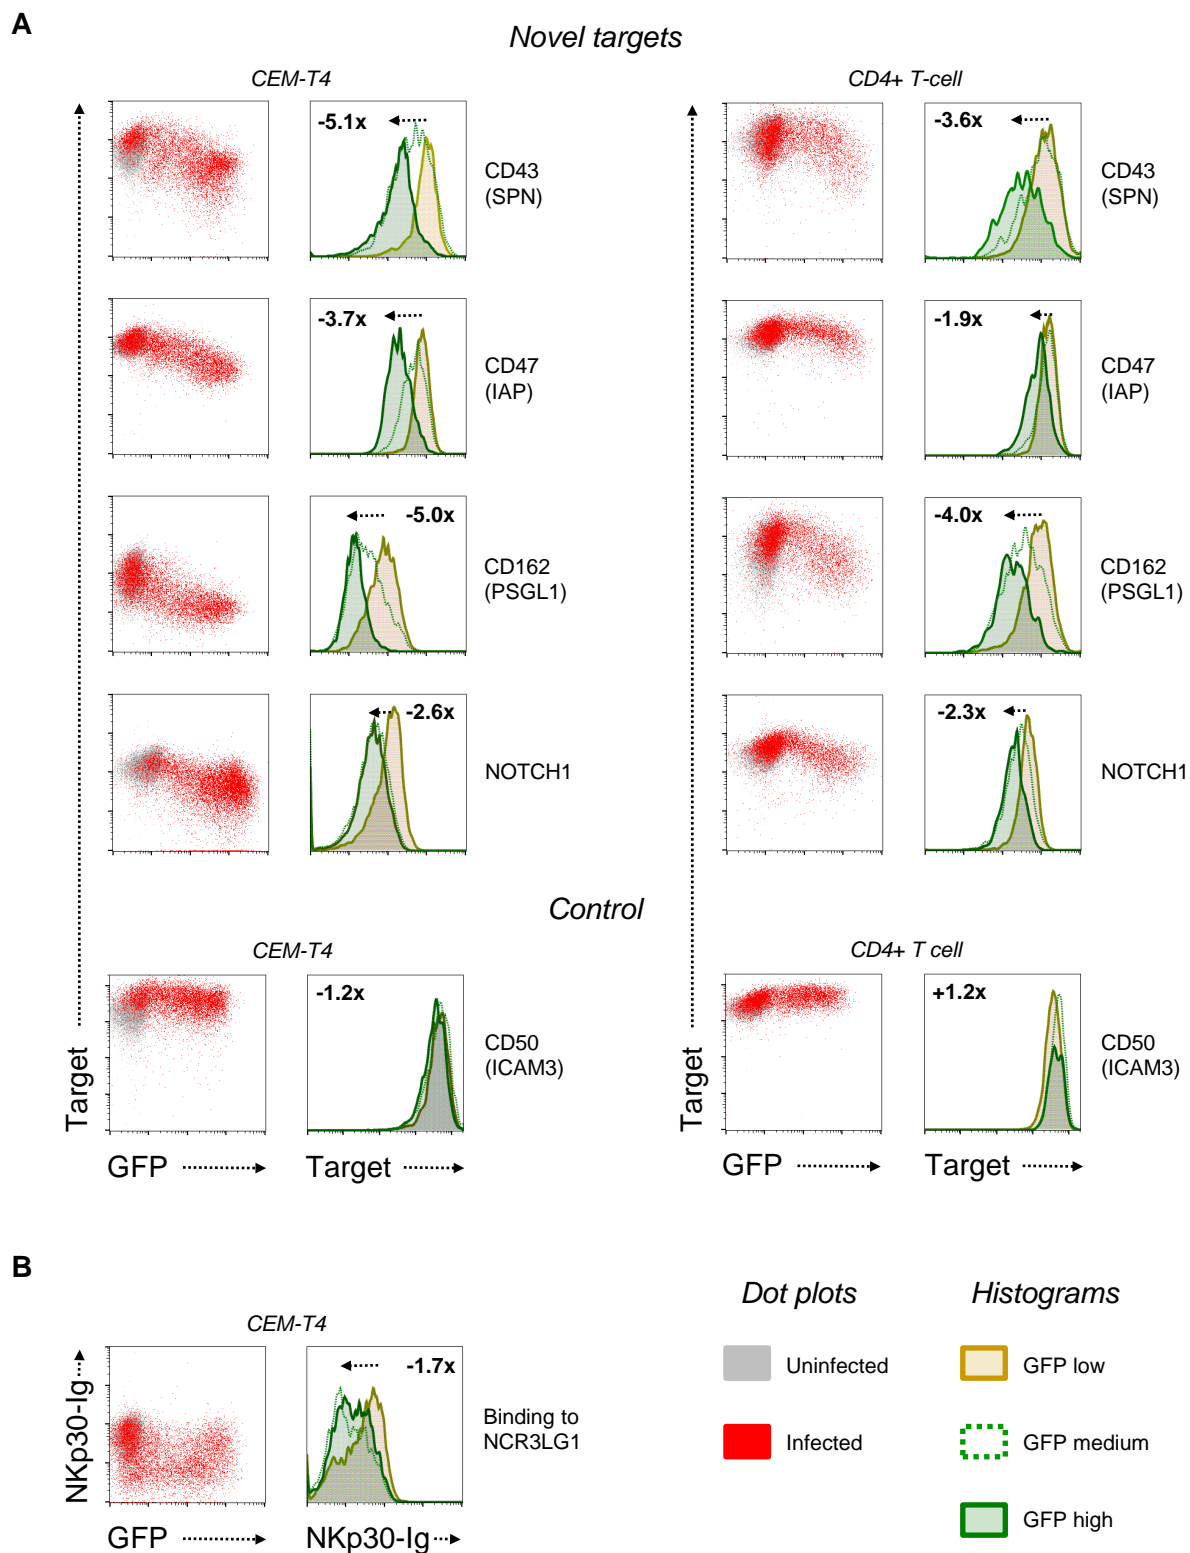 A
Novel targets
CEM-T4
CD4+ T-cell
-5.1x
CD43
(SPN)
-3.6x
CD43
(SPN)
-3.7x
CD47
(IAP)
-1.9x
CD47
(IAP)
-5.0x
CD162
(PSGL1)
-4.0x
CD162
(PSGL1)
-2.6x
NOTCH1
-2.3x
NOTCH1
Control
CEM-T4
CD4+ T cell
-1.2x
CD50
(ICAM3)
+1.2x
CD50
(ICAM3)
Target
Target
GFP
Target
GFP
Target
B
CEM-T4
NKp30-Ig
-1.7x
Binding to
NCR3LG1
GFP
NKp30-Ig
Dot plots
Histograms
Uninfected
GFP low
Infected
GFP medium
GFP high